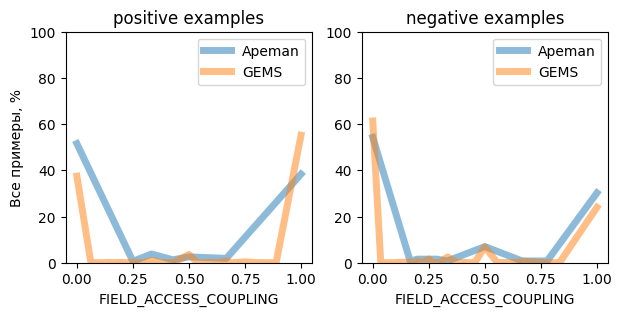 positive examples
negative examples
100
80
60
40
20
0
Все примеры, %
Apeman
GEMS
0.00
0.25
0.50
0.75
1.00
FIELD_ACCESS_COUPLING
100
80
60
40
20
0
Apeman
GEMS
0.00
0.25
0.50
0.75
1.00
FIELD_ACCESS_COUPLING